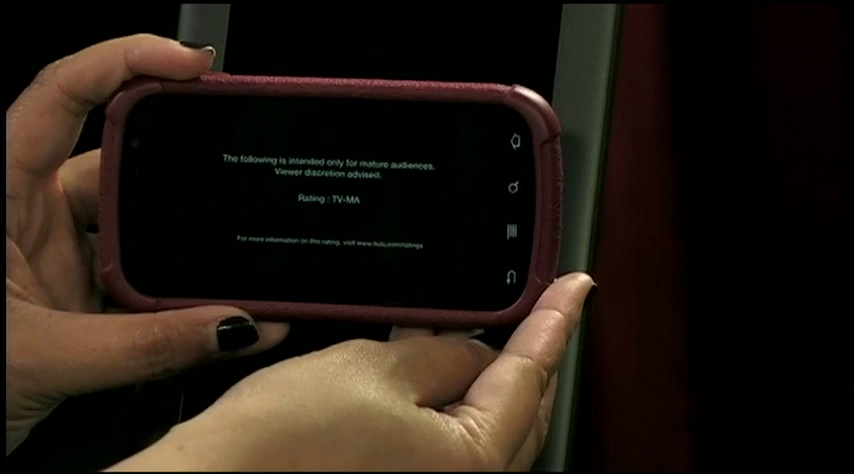 The following is intended only for mature audiences.
Viewer discretion advised.
Rating : TV-MA
For more information on this rating, visit www.hulu.com/ratings